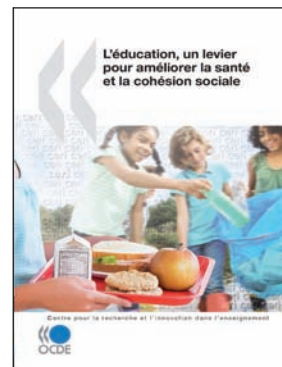 L'éducation, un levier
pour améliorer la santé
et la cohésion sociale
Centre pour la recherche et l'innovation dans l'enseignement
OCDE